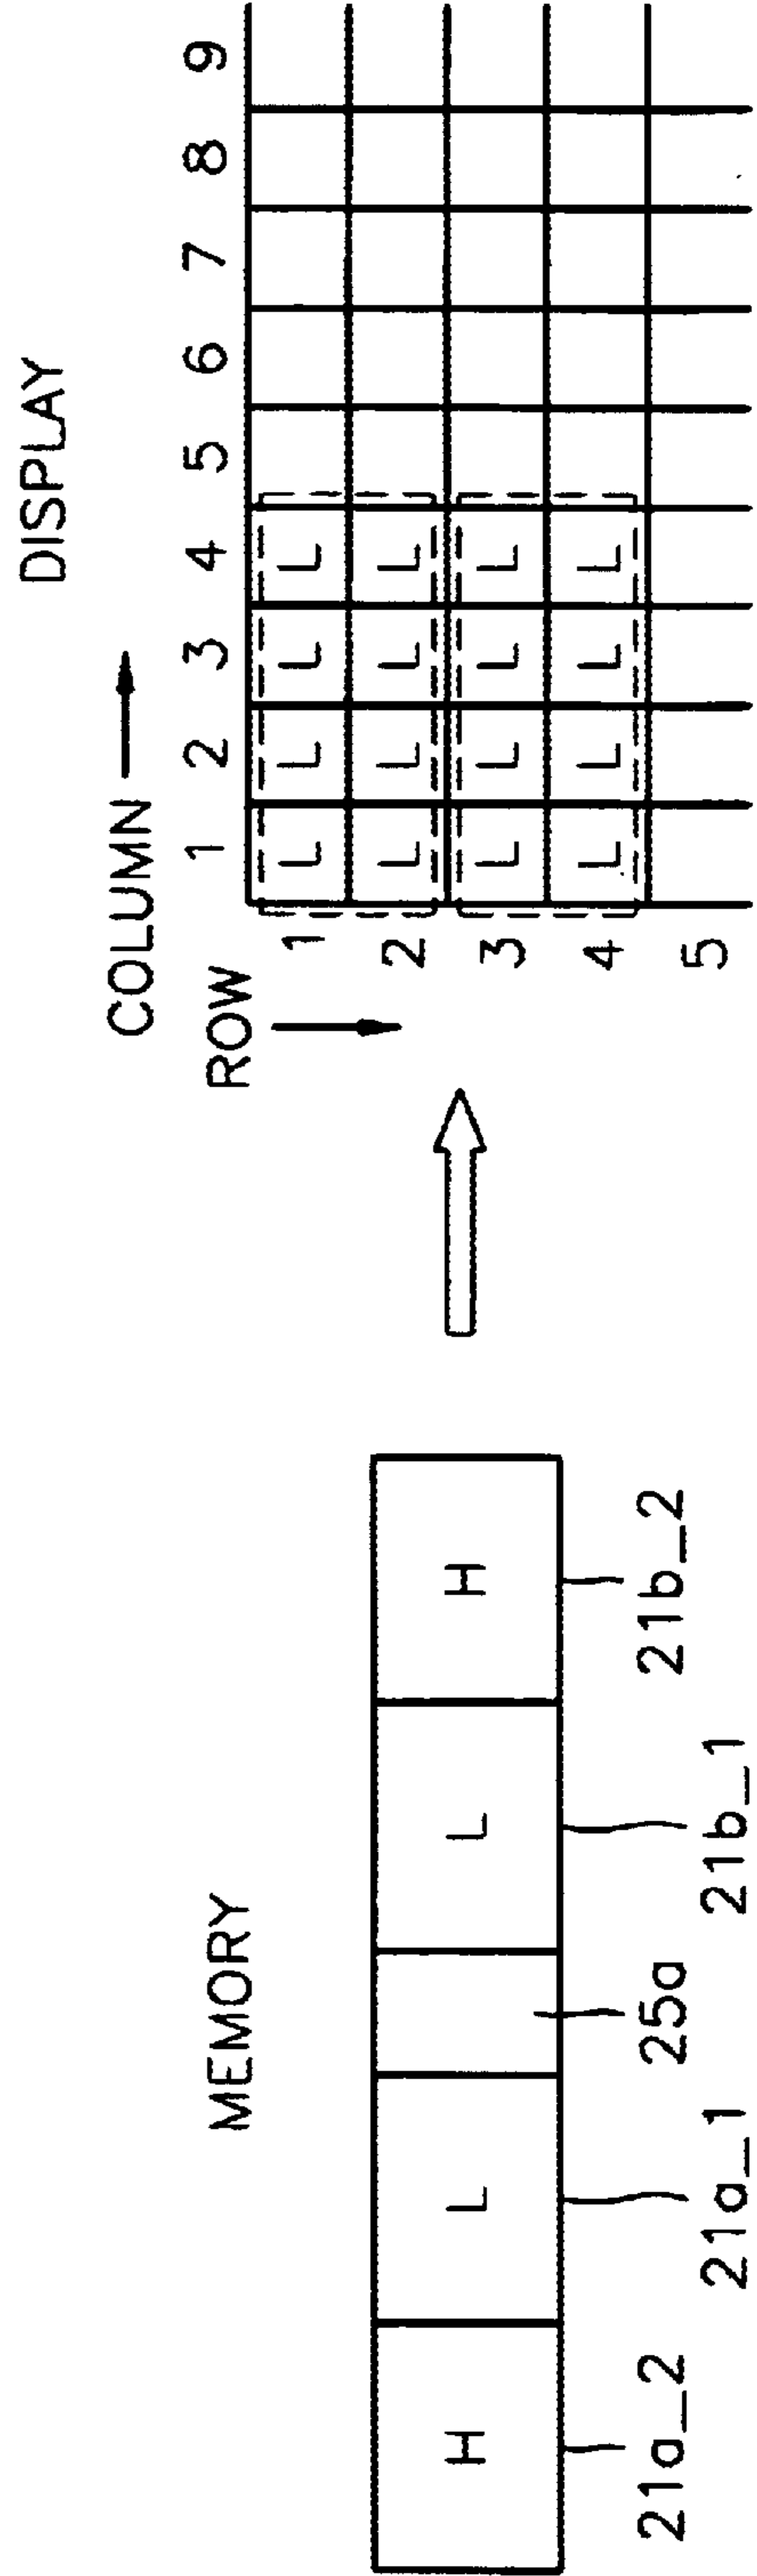 MEMORY
H L L H
21a_2 21a_1 25a 21b_1 21b_2
DISPLAY
COLUMN
ROW
1 2 3 4 5 6 7 8 9
1 L L L L
2 L L L L
3 L L L L
4 L L L L
5